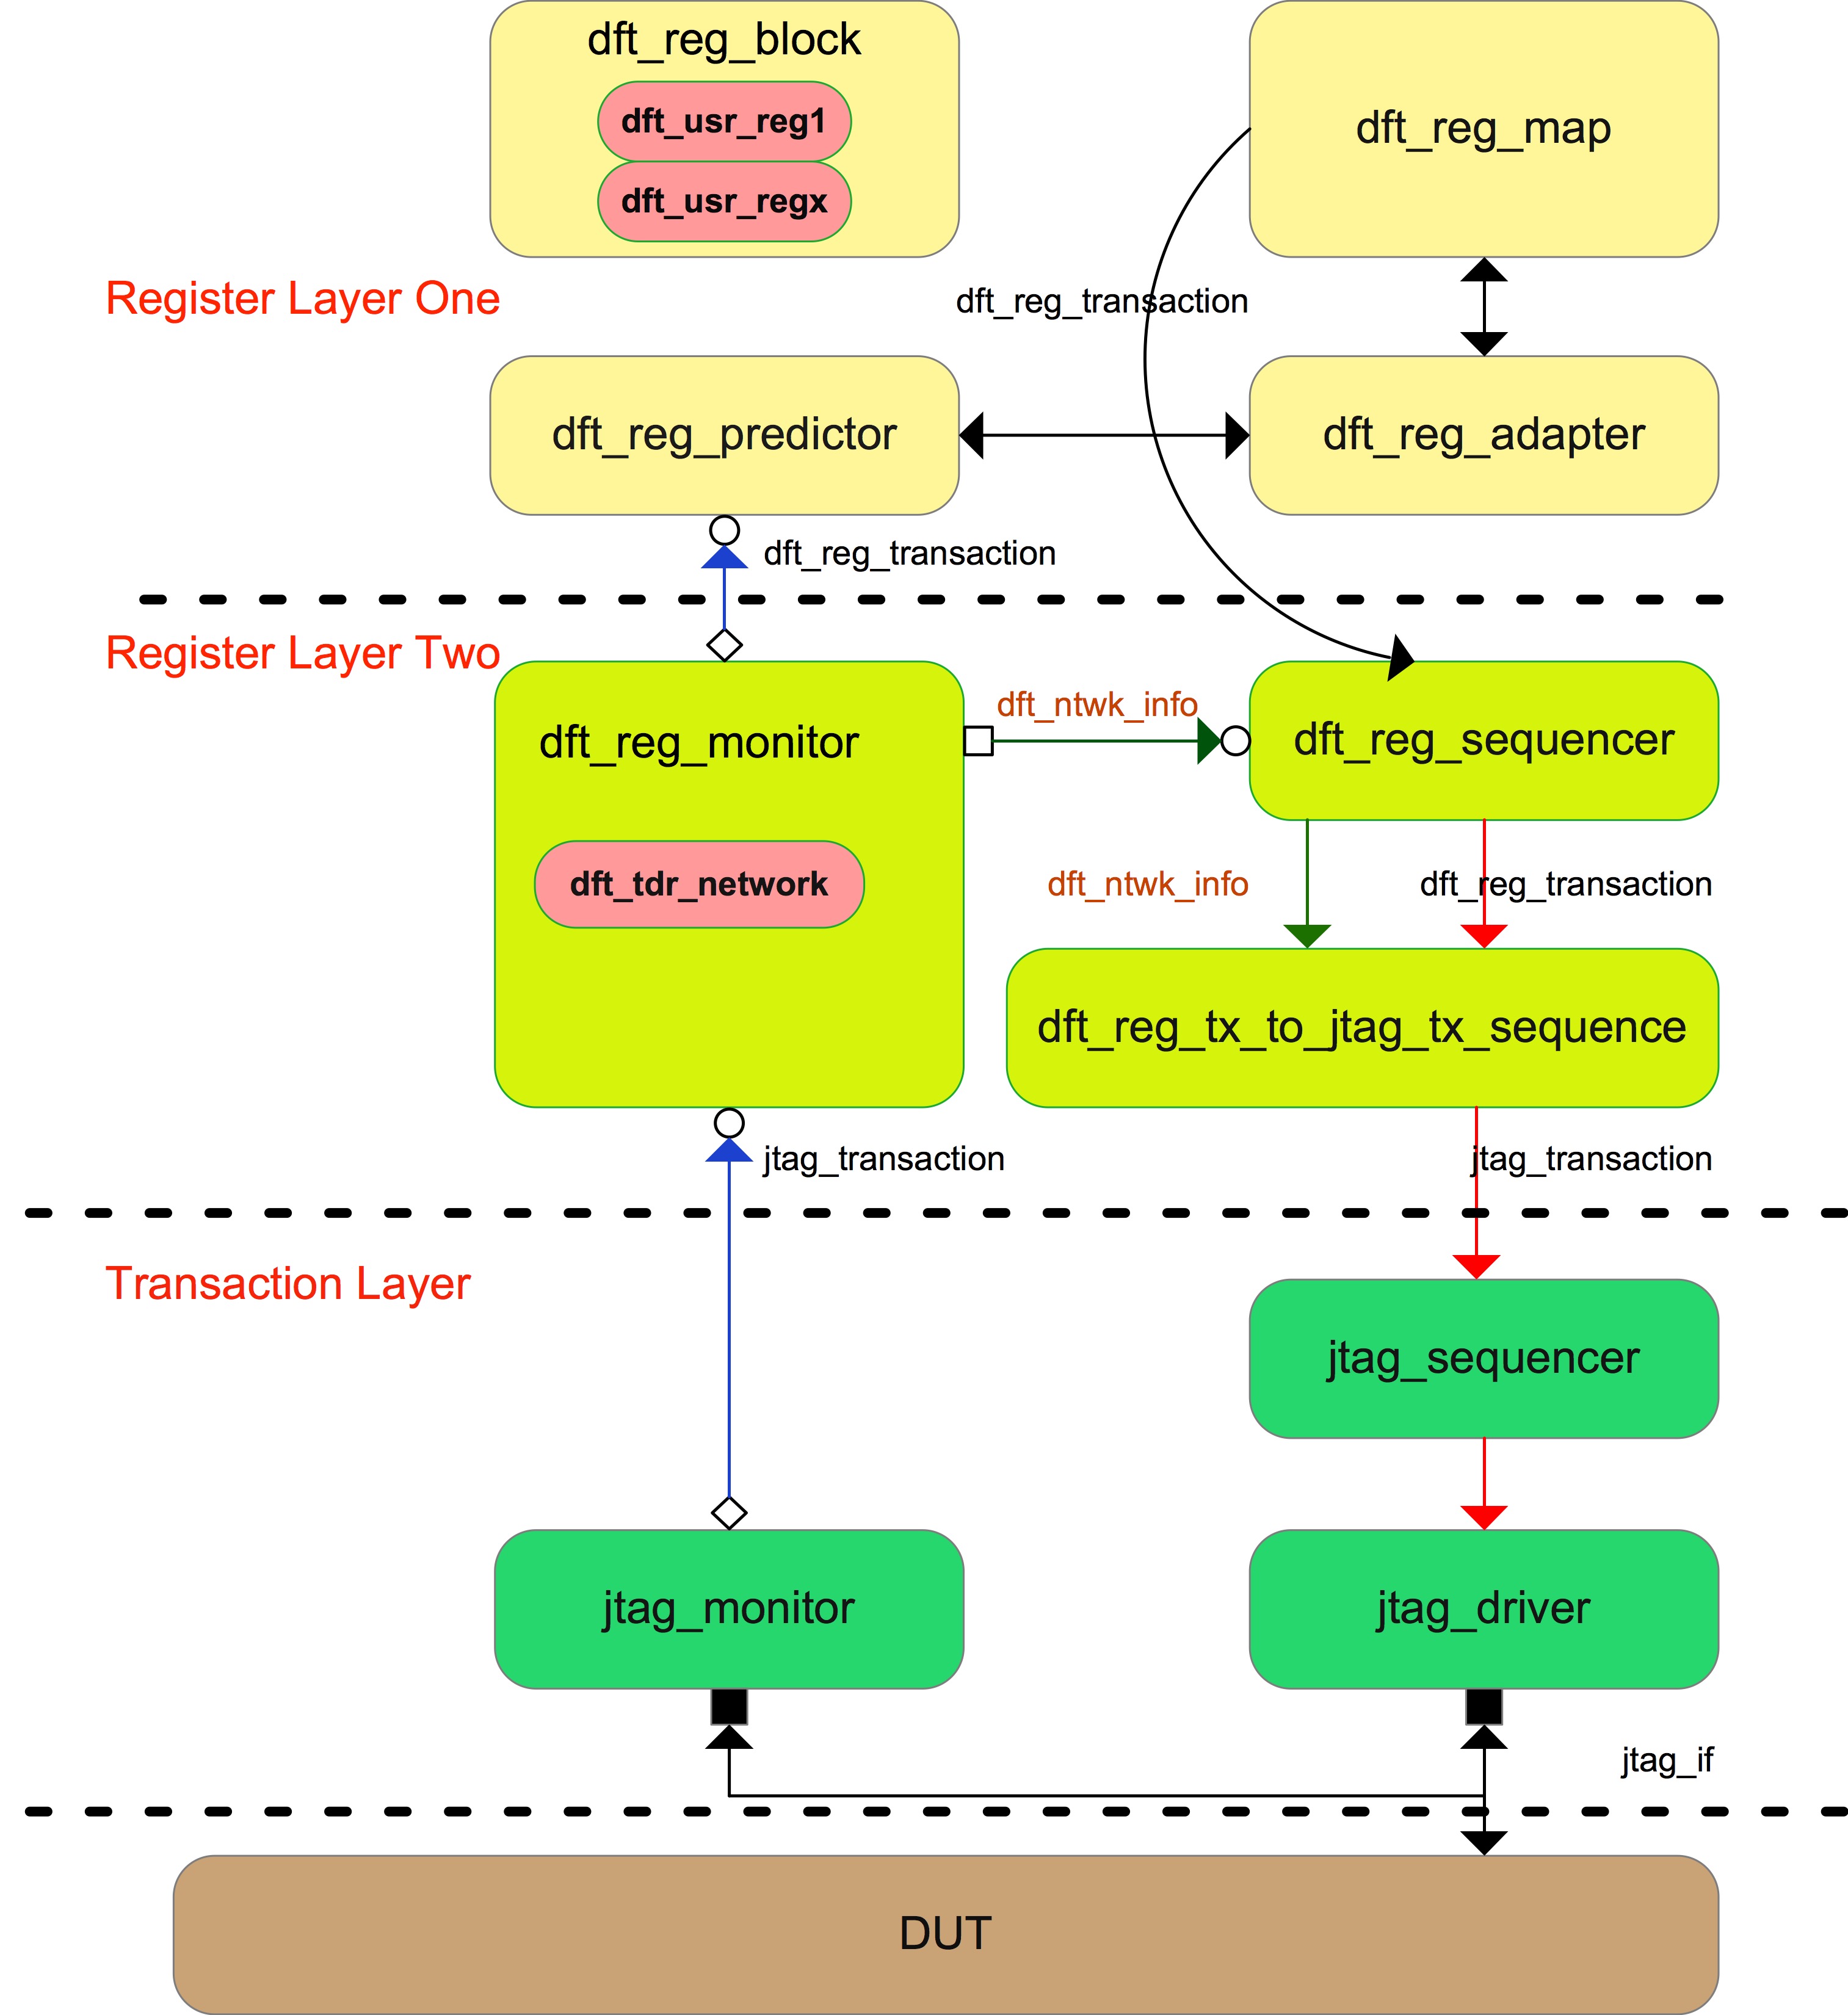 dft_reg_block
dft_usr_reg1
dft_usr_regx
dft_reg_map
Register Layer One
dft_reg_transaction
dft_reg_predictor
dft_reg_adapter
dft_reg_transaction
Register Layer Two
dft_reg_monitor
dft_ntwk_info
dft_reg_sequencer
dft_tdr_network
dft_ntwk_info
dft_reg_transaction
dft_reg_tx_to_jtag_tx_sequence
jtag_transaction
jtag_transaction
Transaction Layer
jtag_sequencer
jtag_monitor
jtag_driver
jtag_if
DUT